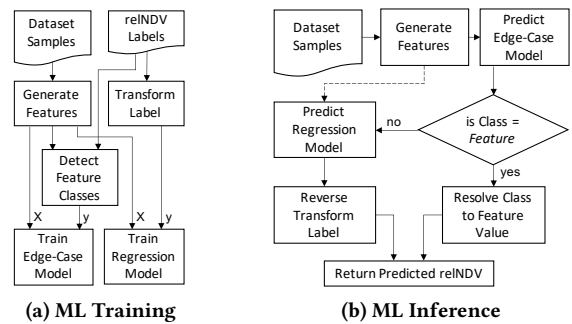 Dataset
Samples
relNDV
Labels
Generate
Features
Transform
Label
Detect
Feature
Classes
X
y
X
y
Train
Edge-Case
Model
Train
Regression
Model
(a) ML Training
Dataset
Samples
Generate
Features
Predict
Edge-Case
Model
Predict
Regression
Model
no
is Class =
Feature
yes
Reverse
Transform
Label
Resolve Class
to Feature
Value
Return Predicted relNDV
(b) ML Inference